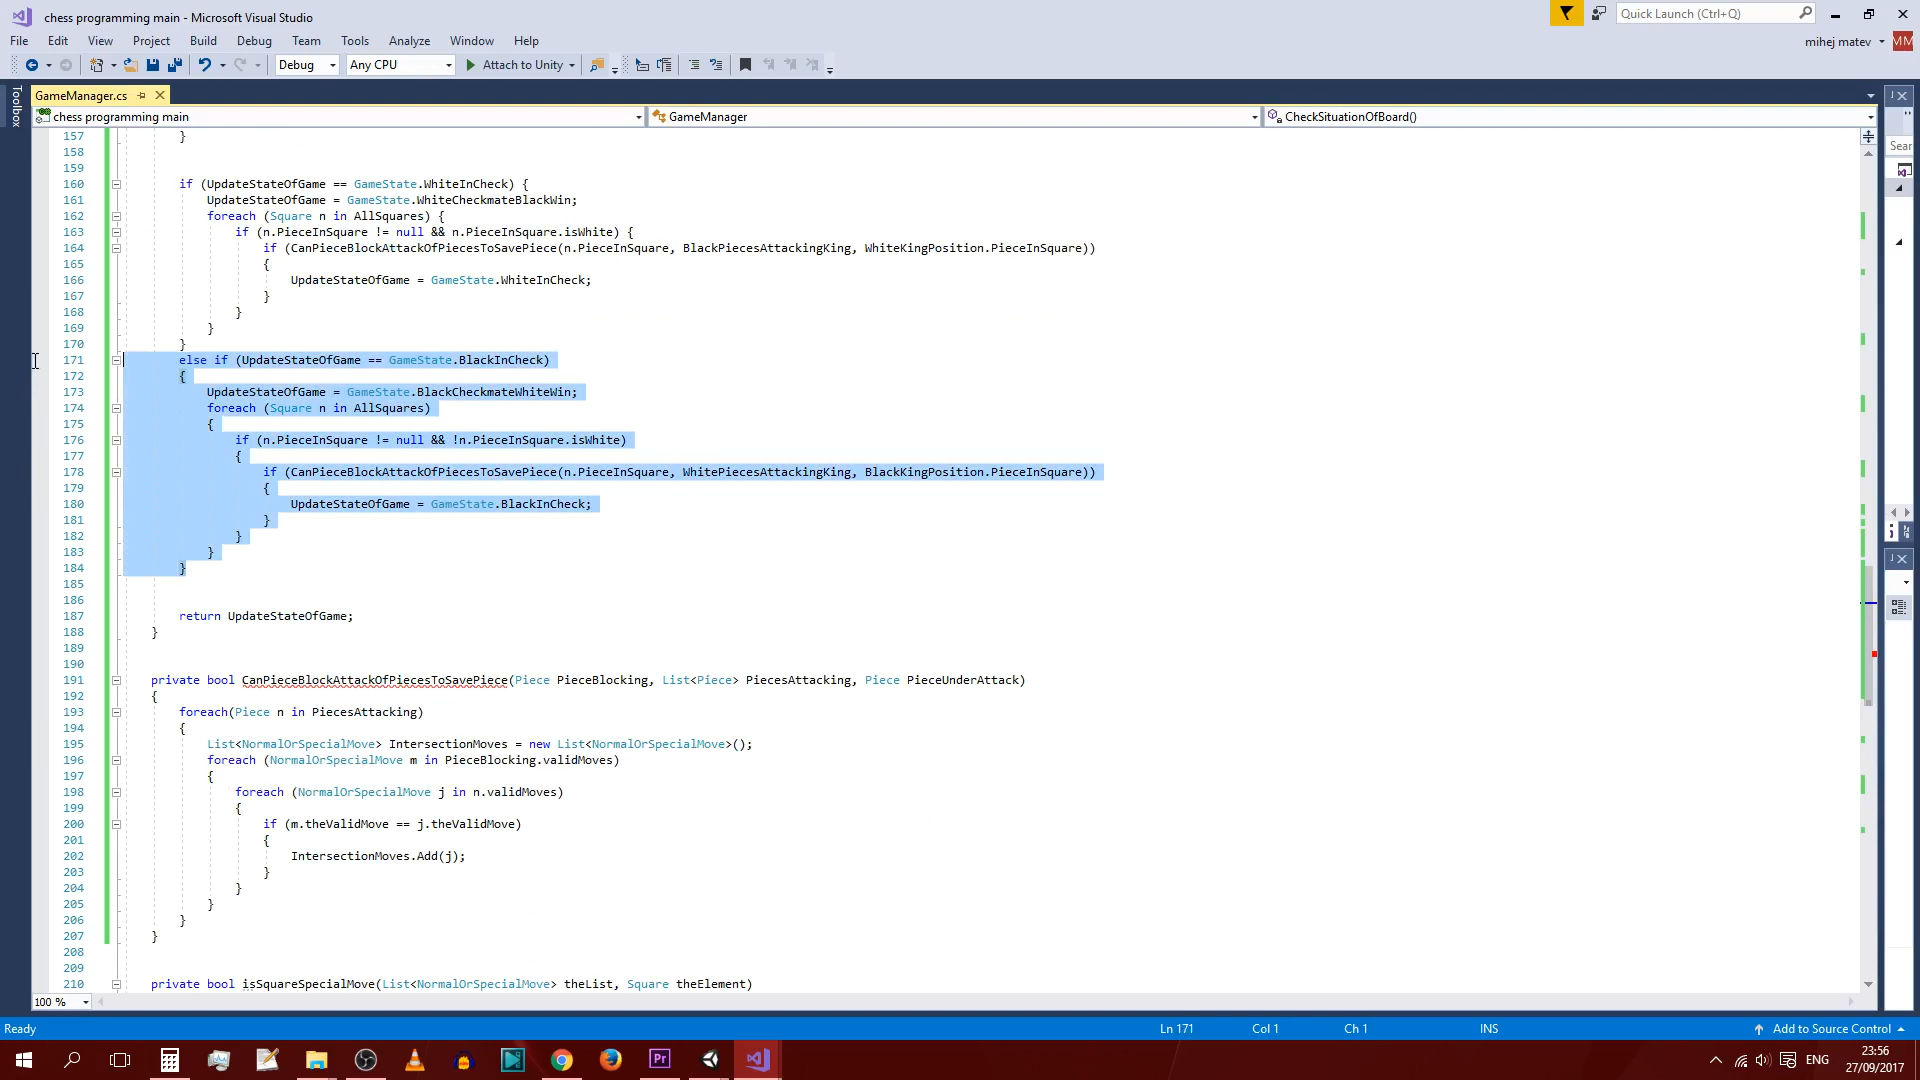 chess programming main - Microsoft Visual Studio
Quick Launch (Ctrl+Q)
File Edit View Project Build Debug Team Tools Analyze Window Help
mihej matev MM
Debug Any CPU Attach to Unity
Toolbox
GameManager.cs
chess programming main GameManager CheckSituationOfBoard()
Sear
157 }
158
159
160 if (UpdateStateOfGame == GameState.WhiteInCheck) {
161 UpdateStateOfGame = GameState.WhiteCheckmateBlackWin;
162 foreach (Square n in AllSquares) {
163 if (n.PieceInSquare != null && n.PieceInSquare.isWhite) {
164 if (CanPieceBlockAttackOfPiecesToSavePiece(n.PieceInSquare, BlackPiecesAttackingKing, WhiteKingPosition.PieceInSquare))
165 {
166 UpdateStateOfGame = GameState.WhiteInCheck;
167 }
168 }
169 }
170 }
171 else if (UpdateStateOfGame == GameState.BlackInCheck)
172 {
173 UpdateStateOfGame = GameState.BlackCheckmateWhiteWin;
174 foreach (Square n in AllSquares)
175 {
176 if (n.PieceInSquare != null && !n.PieceInSquare.isWhite)
177 {
178 if (CanPieceBlockAttackOfPiecesToSavePiece(n.PieceInSquare, WhitePiecesAttackingKing, BlackKingPosition.PieceInSquare))
179 {
180 UpdateStateOfGame = GameState.BlackInCheck;
181 }
182 }
183 }
184 }
185
186
187 return UpdateStateOfGame;
188 }
189
190
191 private bool CanPieceBlockAttackOfPiecesToSavePiece(Piece PieceBlocking, List<Piece> PiecesAttacking, Piece PieceUnderAttack)
192 {
193 foreach(Piece n in PiecesAttacking)
194 {
195 List<NormalOrSpecialMove> IntersectionMoves = new List<NormalOrSpecialMove>();
196 foreach (NormalOrSpecialMove m in PieceBlocking.validMoves)
197 {
198 foreach (NormalOrSpecialMove j in n.validMoves)
199 {
200 if (m.theValidMove == j.theValidMove)
201 {
202 IntersectionMoves.Add(j);
203 }
204 }
205 }
206 }
207 }
208
209
210 private bool isSquareSpecialMove(List<NormalOrSpecialMove> theList, Square theElement)
100 %
Ready Ln 171 Col 1 Ch 1 INS Add to Source Control
Pr
ENG
23:56
27/09/2017